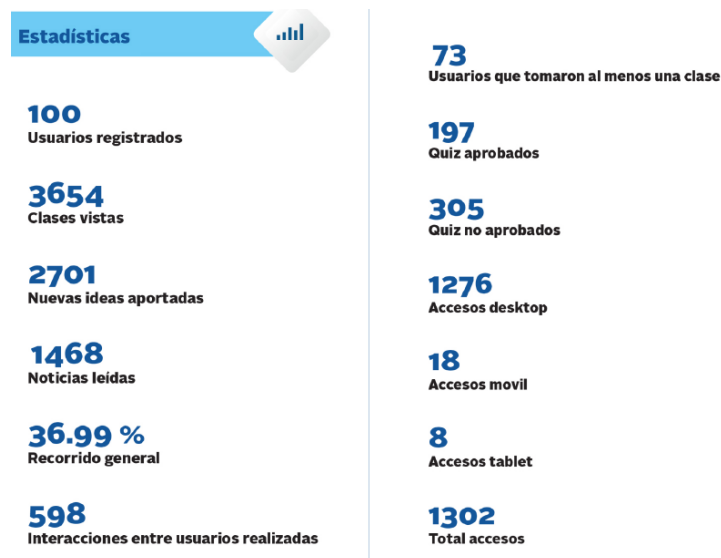 Estadísticas
100
Usuarios registrados
3654
Clases vistas
2701
Nuevas ideas aportadas
1468
Noticias leídas
36.99 %
Recorrido general
598
Interacciones entre usuarios realizadas
73
Usuarios que tomaron al menos una clase
197
Quiz aprobados
305
Quiz no aprobados
1276
Accesos desktop
18
Accesos movil
8
Accesos tablet
1302
Total accesos